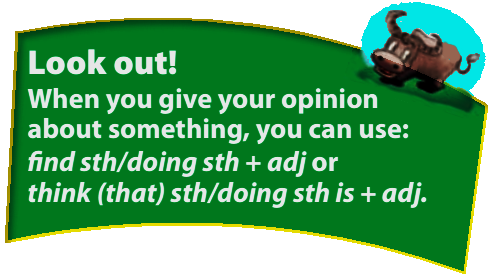 Look out!
When you give your opinion
about something, you can use:
find sth/doing sth + adj or
think (that) sth/doing sth is + adj.